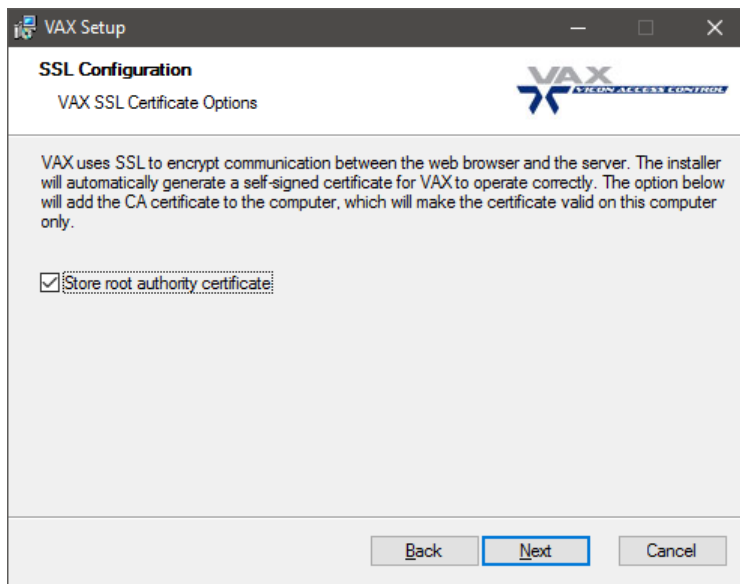 VAX Setup
SSL Configuration
VAX SSL Certificate Options
VAX
VICON ACCESS CONTROL
VAX uses SSL to encrypt communication between the web browser and the server. The installer
will automatically generate a self-signed certificate for VAX to operate correctly. The option below
will add the CA certificate to the computer, which will make the certificate valid on this computer
only.
Store root authority certificate
Back
Next
Cancel